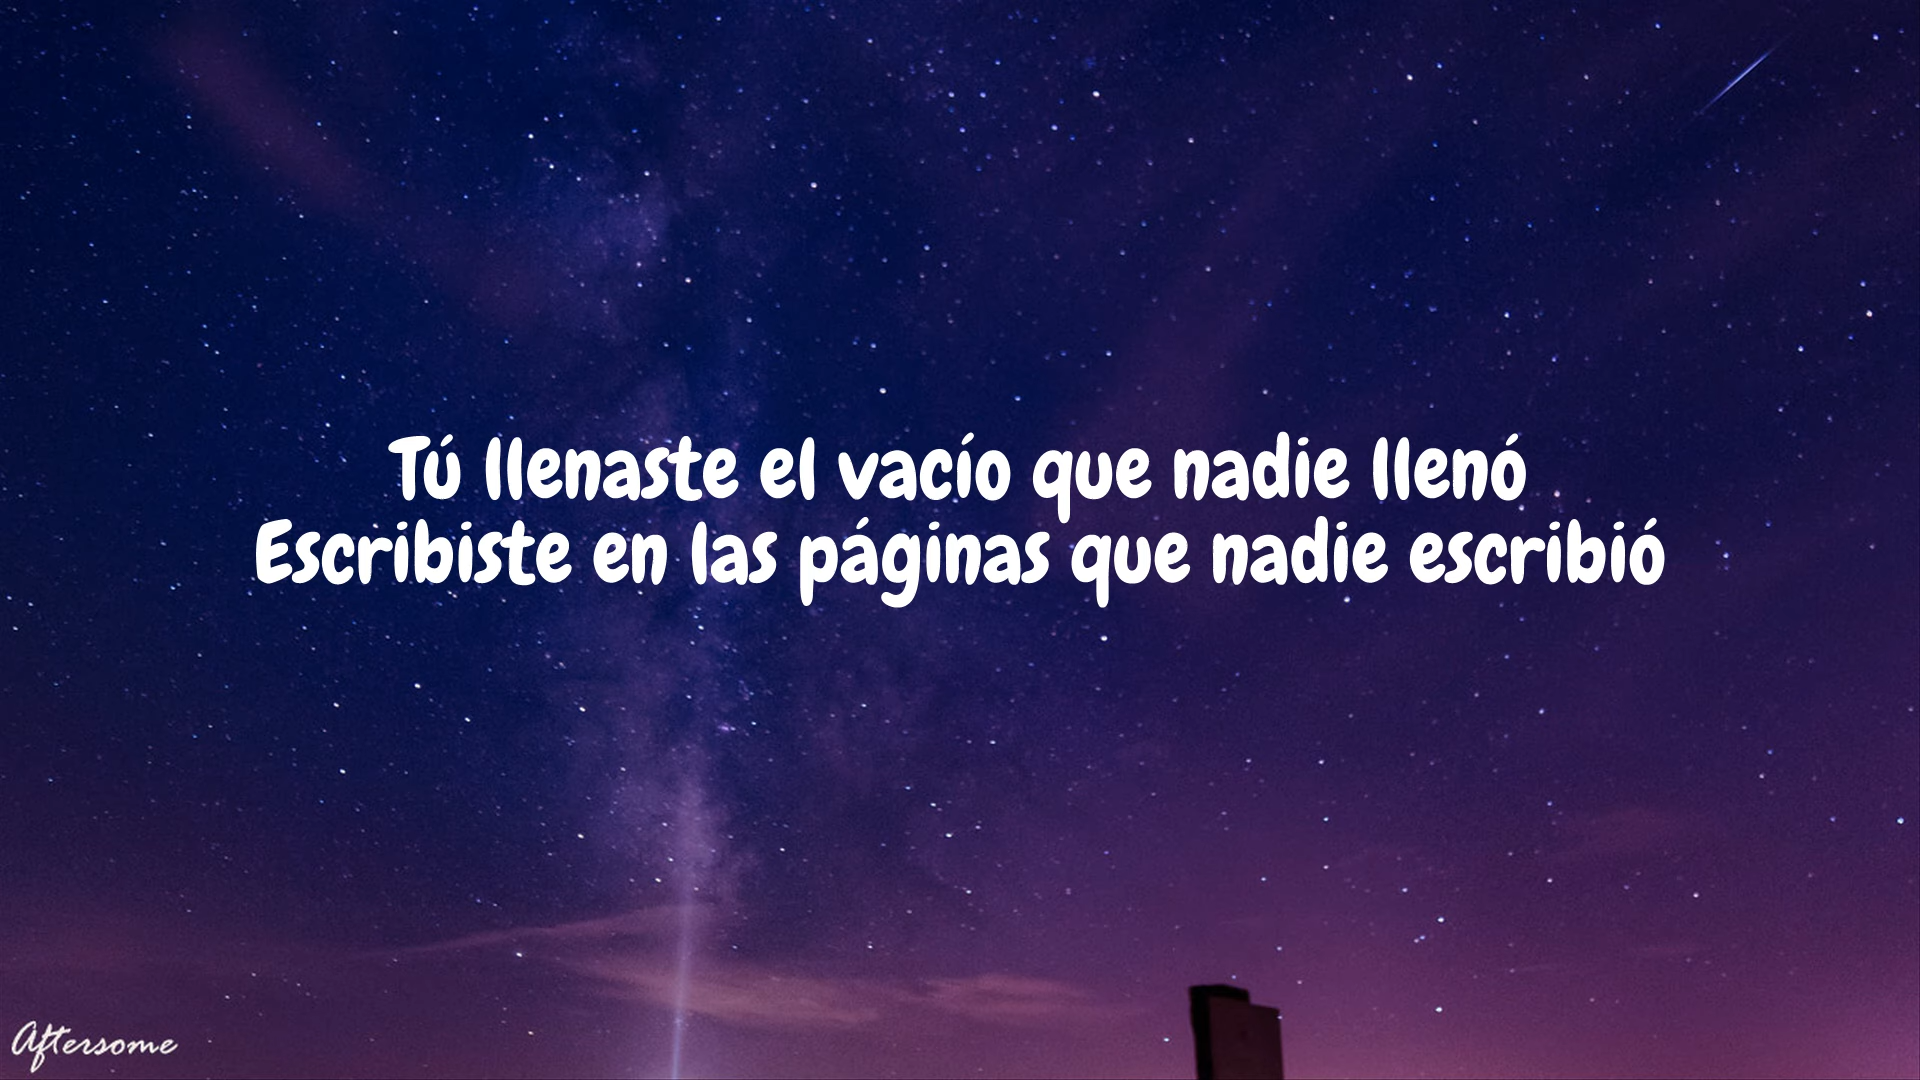 Tú llenaste el vacío que nadie llenó
Escribiste en las páginas que nadie escribió
Aftersome